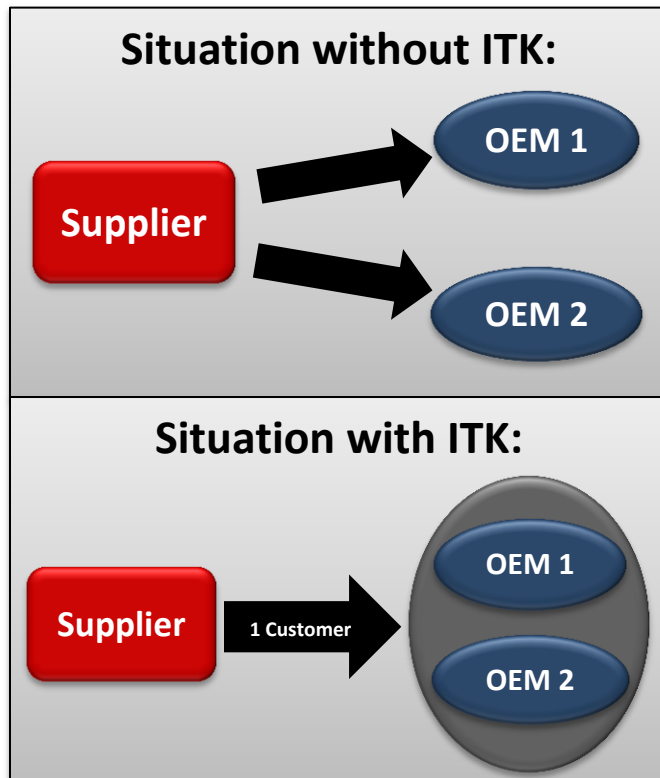 Situation without ITK:
OEM 1
Supplier
OEM 2
Situation with ITK:
OEM 1
Supplier
1 Customer
OEM 2